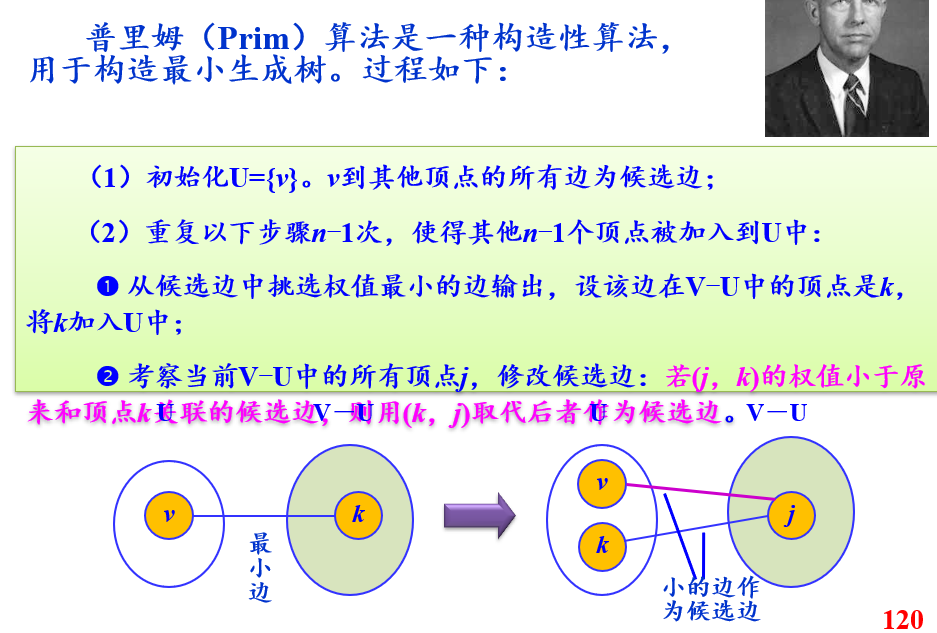 普里姆（Prim）算法是一种构造性算法，
用于构造最小生成树。过程如下：
（1）初始化U={v}。v到其他顶点的所有边为候选边；
（2）重复以下步骤n-1次，使得其他n-1个顶点被加入到U中：
❶ 从候选边中挑选权值最小的边输出，设该边在V-U中的顶点是k，
将k加入U中；
❷ 考察当前V-U中的所有顶点j，修改候选边：若(j，k)的权值小于原
来和顶点k关联的候选边，则用(k，j)取代后者作为候选边。
U
V－U
U
V－U
v
k
最
小
边
v
k
j
小的边作
为候选边
120